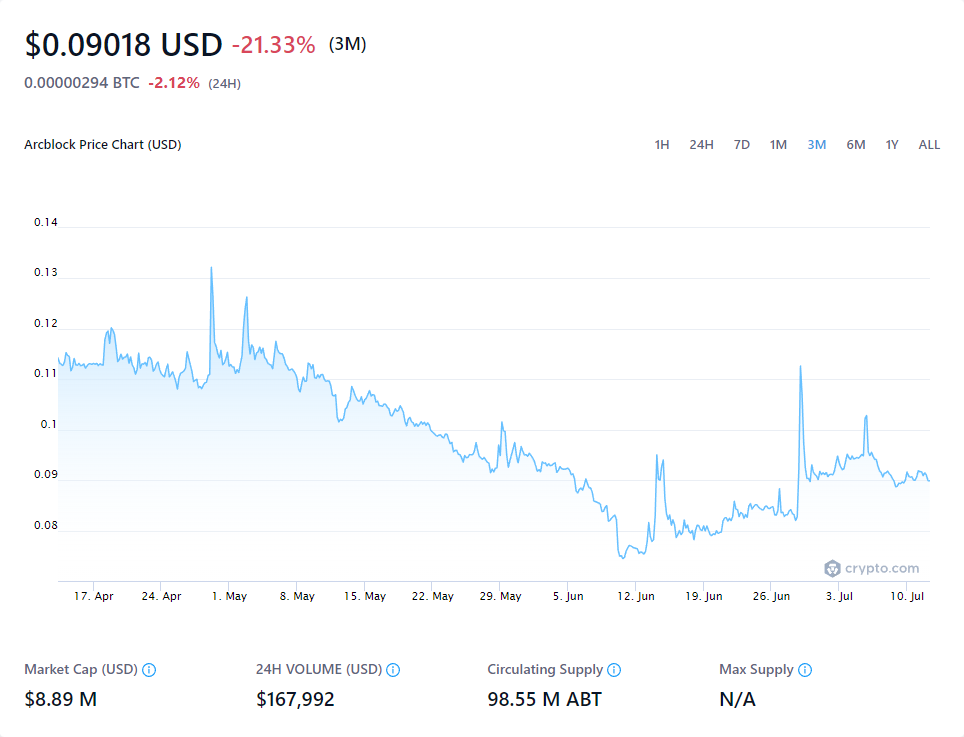 $0.09018 USD -21.33% (3M)
0.00000294 BTC -2.12% (24H)
Arcblock Price Chart (USD)
1H 24H 7D 1M 3M 6M 1Y ALL
0.14
0.13
0.12
0.11
0.1
0.09
0.08
crypto.com
17. Apr 24. Apr 1. May 8. May 15. May 22. May 29. May 5. Jun 12. Jun 19. Jun 26. Jun 3. Jul 10. Jul
Market Cap (USD) 24H VOLUME (USD) Circulating Supply Max Supply
$8.89 M $167,992 98.55 M ABT N/A